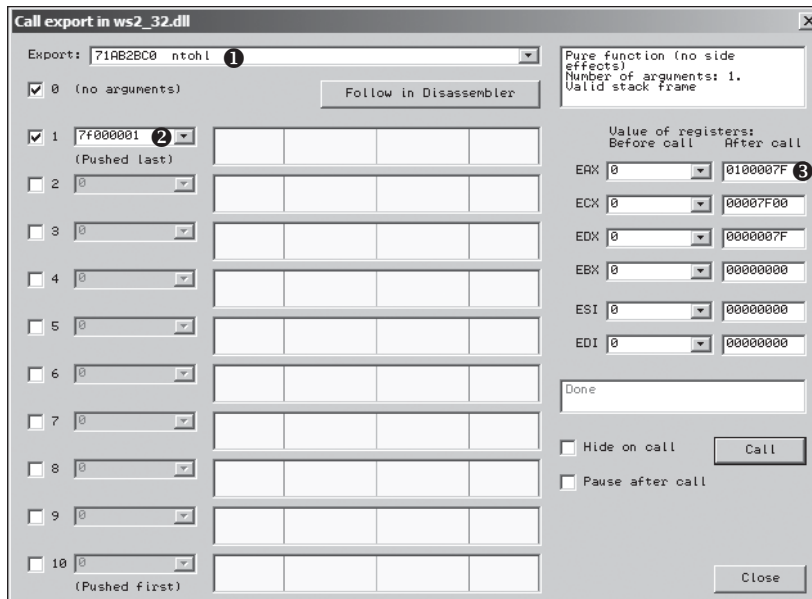 Call export in ws2_32.dll
Export: 71AB2BC0 ntohl ❶
0 (no arguments)
Follow in Disassembler
Pure function (no side
effects)
Number of arguments: 1.
Valid stack frame
1 7f000001 ❷
(Pushed last)
Value of registers:
Before call After call
EAX 0 0100007F ❸
2 0
ECX 0 00007F00
3 0
EDX 0 0000007F
4 0
EBX 0 00000000
5 0
ESI 0 00000000
EDI 0 00000000
6 0
Done
7 0
Hide on call Call
8 0
Pause after call
9 0
10 0
(Pushed first)
Close